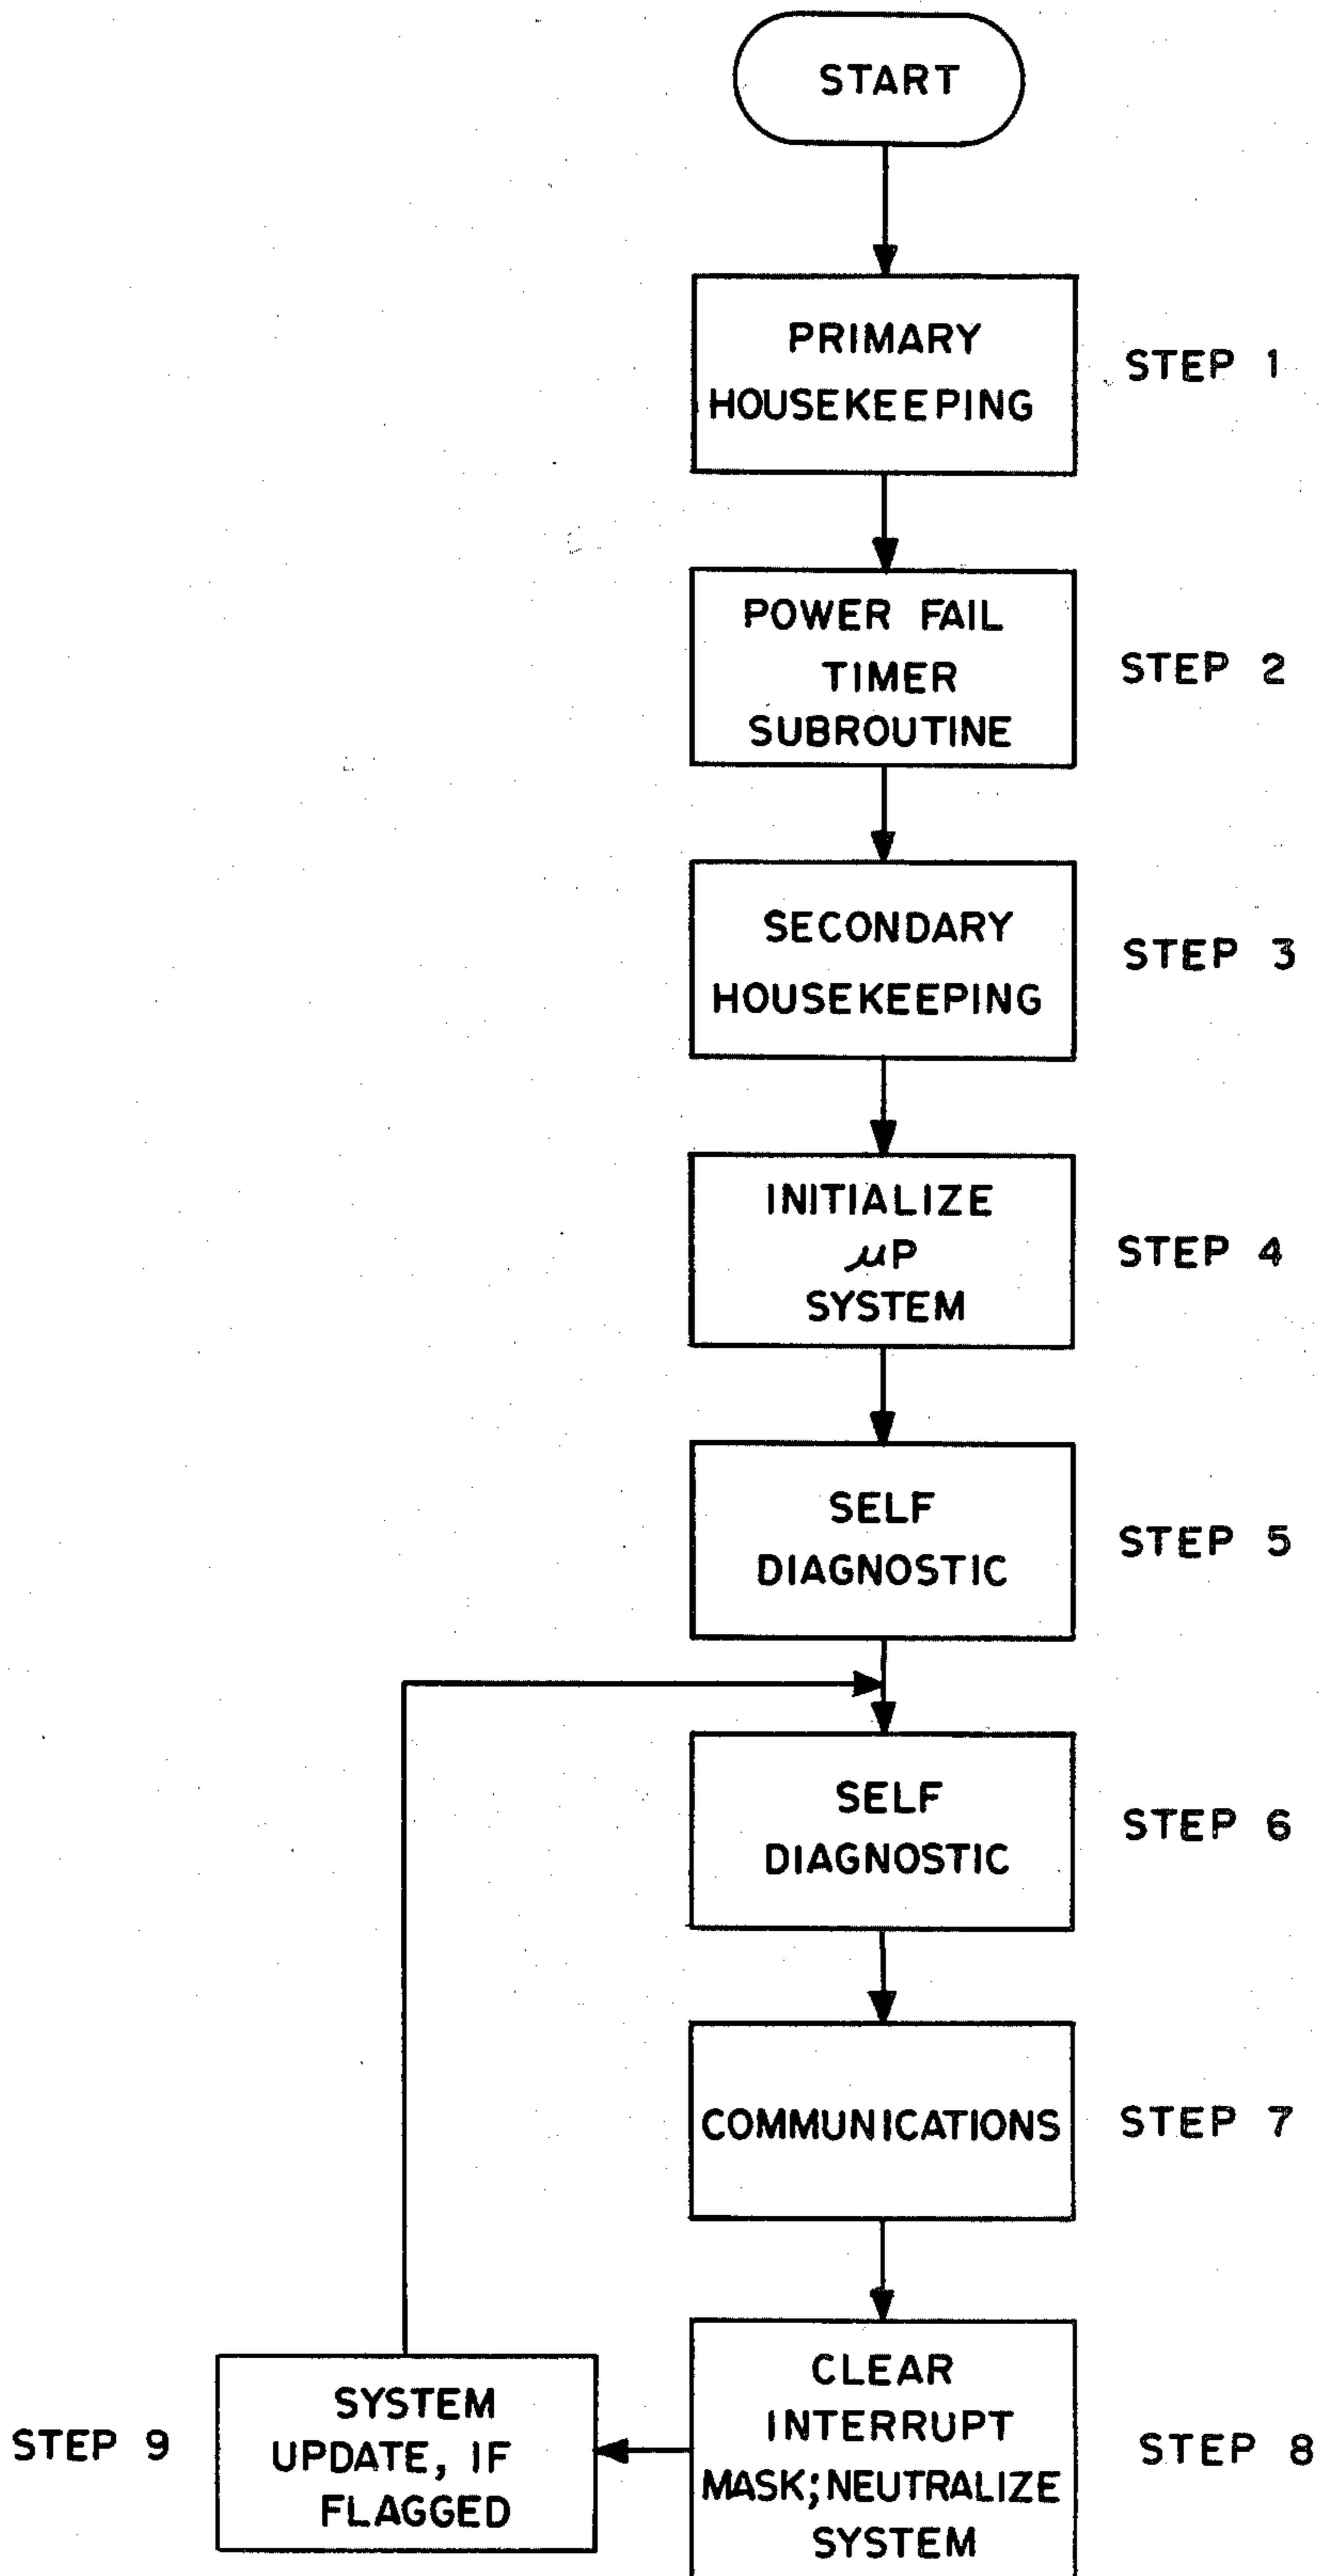 START
PRIMARY
HOUSEKEEPING
STEP 1
POWER FAIL
TIMER
SUBROUTINE
STEP 2
SECONDARY
HOUSEKEEPING
STEP 3
INITIALIZE
μP
SYSTEM
STEP 4
SELF
DIAGNOSTIC
STEP 5
SELF
DIAGNOSTIC
STEP 6
COMMUNICATIONS
STEP 7
CLEAR
INTERRUPT
MASK;NEUTRALIZE
SYSTEM
STEP 8
SYSTEM
UPDATE, IF
FLAGGED
STEP 9